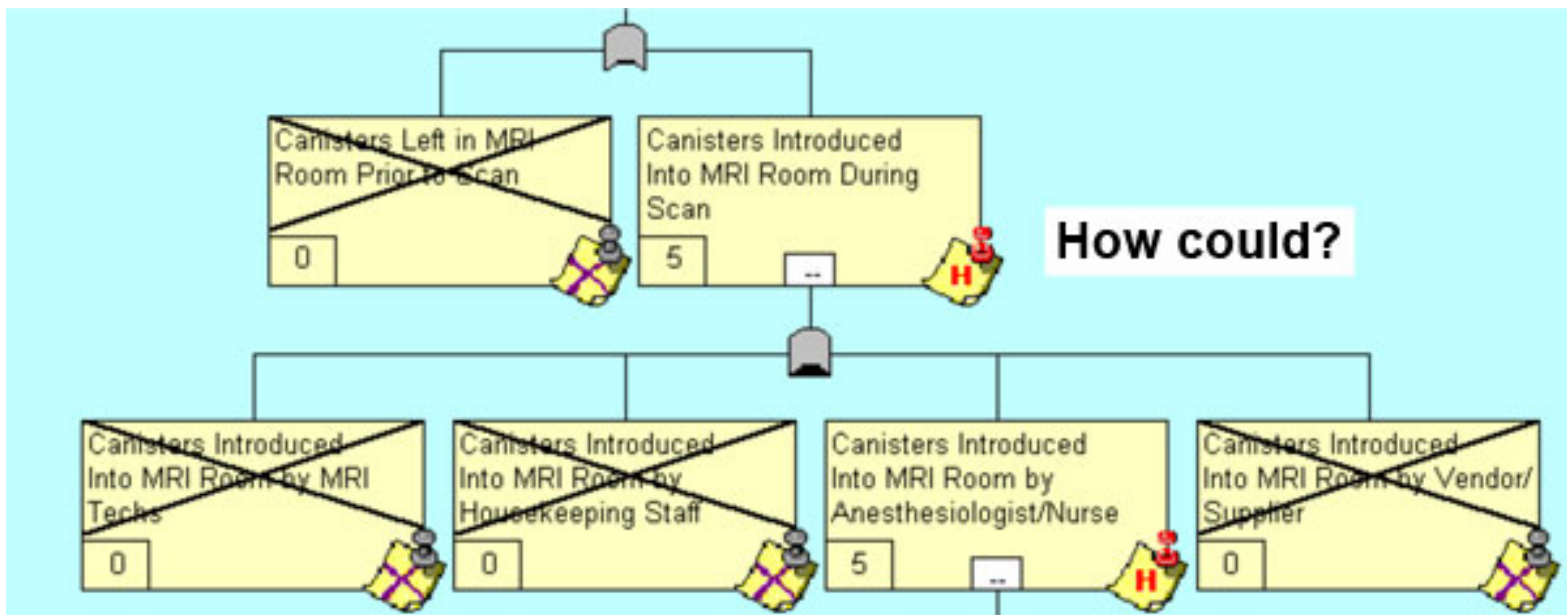 Canisters Left in MRI
Room Prior to Scan
0
Canisters Introduced
Into MRI Room During
Scan
5
--
H
How could?
Canisters Introduced
Into MRI Room by MRI
Techs
0
Canisters Introduced
Into MRI Room by
Housekeeping Staff
0
Canisters Introduced
Into MRI Room by
Anesthesiologist/Nurse
5
--
H
Canisters Introduced
Into MRI Room by Vendor/
Supplier
0